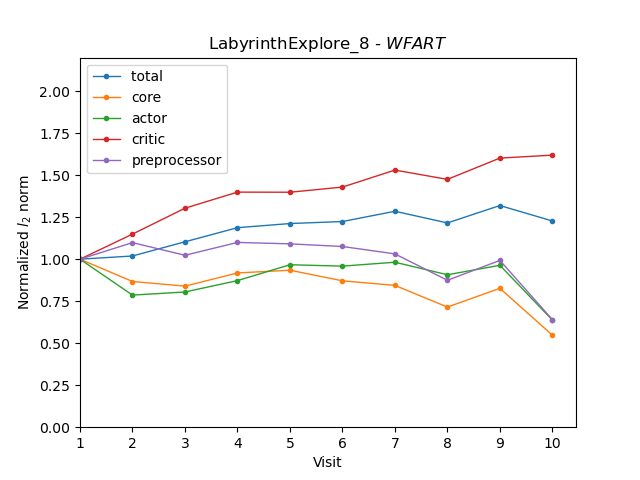 LabyrinthExplore_8 - WFART
total
core
actor
critic
preprocessor
Normalized l₂ norm
2.00
1.75
1.50
1.25
1.00
0.75
0.50
0.25
0.00
1 2 3 4 5 6 7 8 9 10
Visit